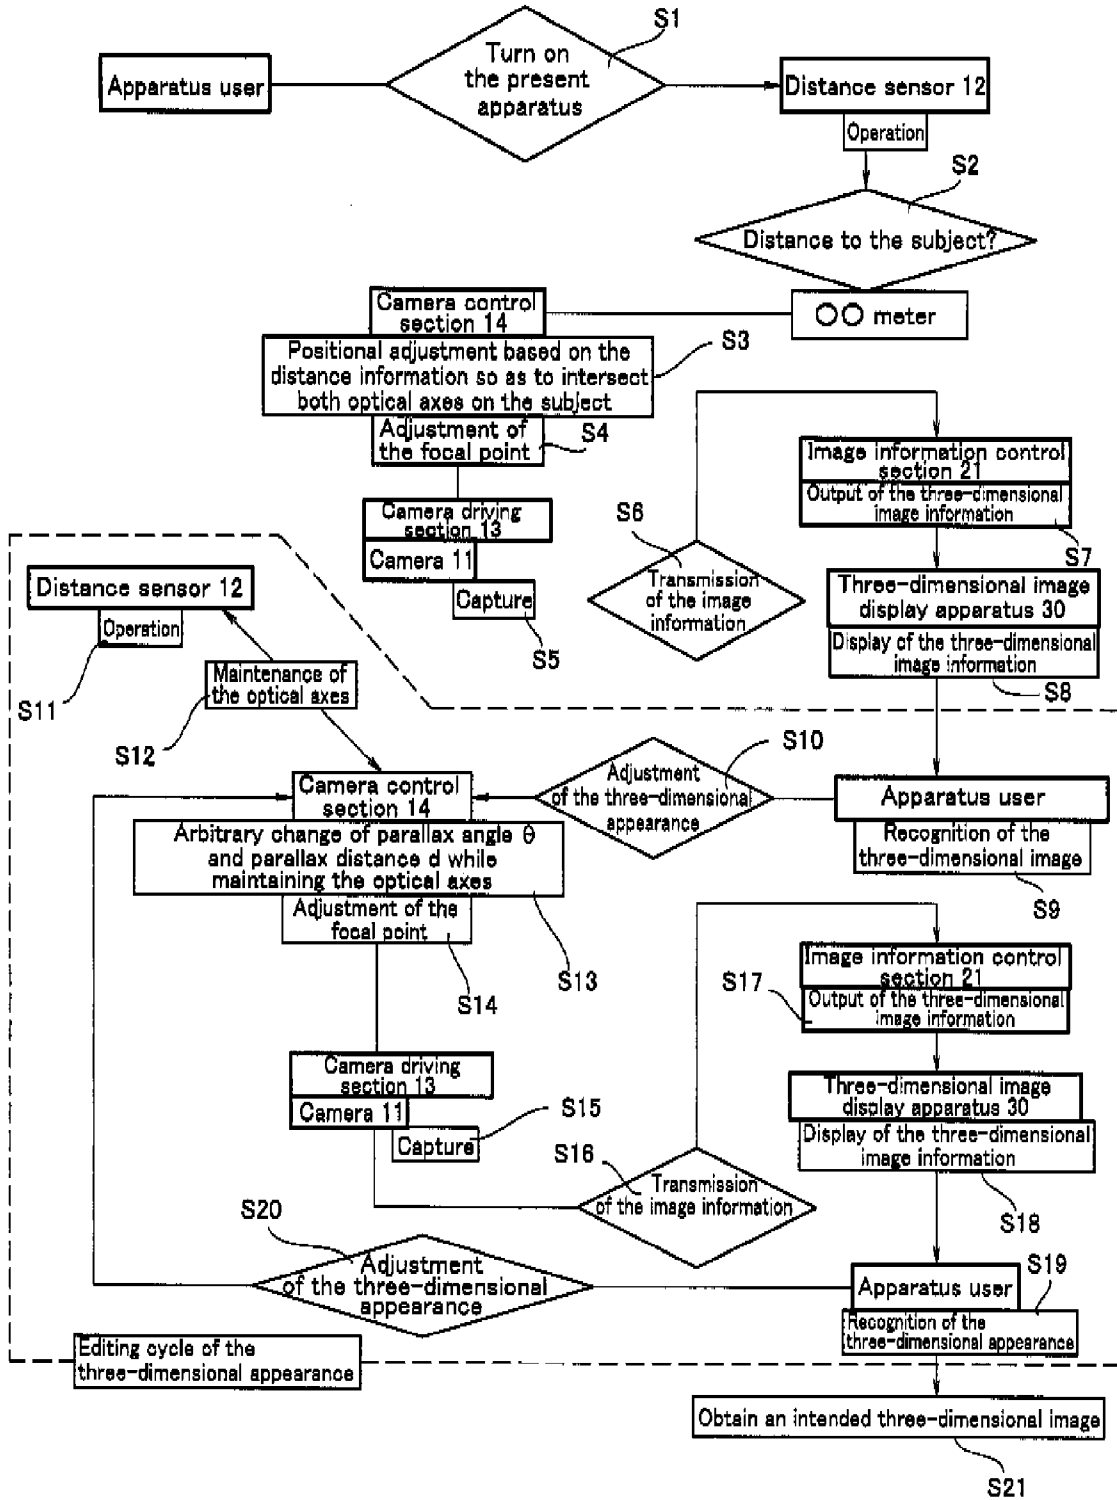 S1
Apparatus user
Turn on
the present
apparatus
Distance sensor 12
Operation
S2
Distance to the subject?
○○ meter
Camera control
section 14
S3
Positional adjustment based on the
distance information so as to intersect
both optical axes on the subject
Adjustment of
the focal point
S4
Camera driving
section 13
Camera 11
Capture
S5
S6
Transmission
of the image
information
Image information control
section 21
Output of the three-dimensional
image information
S7
Three-dimensional image
display apparatus 30
Display of the three-dimensional
image information
S8
Distance sensor 12
Operation
S11
Maintenance of
the optical axes
S12
S10
Adjustment
of the three-dimensional
appearance
Apparatus user
Recognition of the
three-dimensional image
S9
Camera control
section 14
Arbitrary change of parallax angle θ
and parallax distance d while
maintaining the optical axes
Adjustment of the
focal point
S13
S14
Camera driving
section 13
Camera 11
Capture
S15
S16
Transmission
of the image information
Image information control
section 21
S17
Output of the three-dimensional
image information
Three-dimensional image
display apparatus 30
Display of the three-dimensional
image information
S18
S19
Apparatus user
Recognition of the
three-dimensional appearance
S20
Adjustment
of the three-dimensional
appearance
Editing cycle of the
three-dimensional appearance
Obtain an intended three-dimensional image
S21